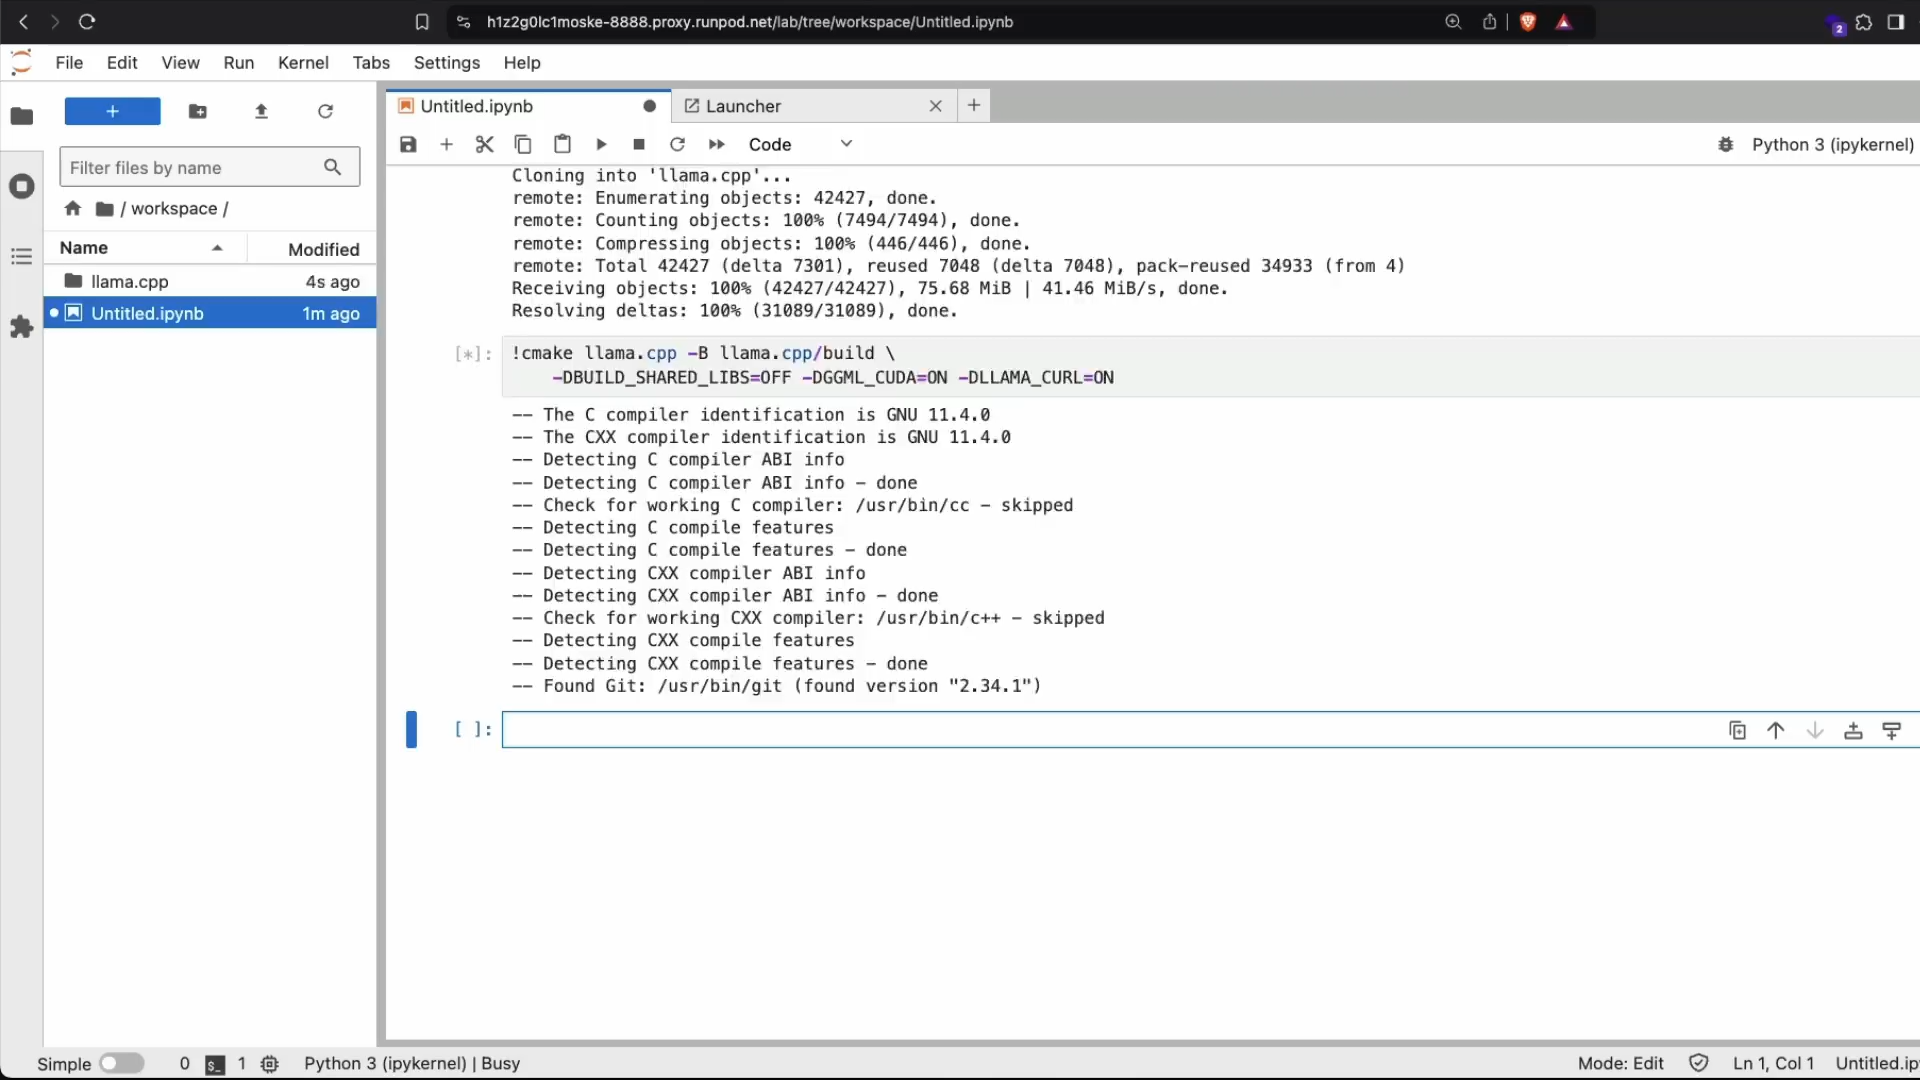 h1z2g0lc1moske-8888.proxy.runpod.net/lab/tree/workspace/Untitled.ipynb
2
File Edit View Run Kernel Tabs Settings Help
Untitled.ipynb
Launcher
Code
Python 3 (ipykernel)
Filter files by name
/ workspace /
Name Modified
llama.cpp 4s ago
Untitled.ipynb 1m ago
Cloning into 'llama.cpp'...
remote: Enumerating objects: 42427, done.
remote: Counting objects: 100% (7494/7494), done.
remote: Compressing objects: 100% (446/446), done.
remote: Total 42427 (delta 7301), reused 7048 (delta 7048), pack-reused 34933 (from 4)
Receiving objects: 100% (42427/42427), 75.68 MiB | 41.46 MiB/s, done.
Resolving deltas: 100% (31089/31089), done.
[*]: !cmake llama.cpp -B llama.cpp/build \
-DBUILD_SHARED_LIBS=OFF -DGGML_CUDA=ON -DLLAMA_CURL=ON
-- The C compiler identification is GNU 11.4.0
-- The CXX compiler identification is GNU 11.4.0
-- Detecting C compiler ABI info
-- Detecting C compiler ABI info - done
-- Check for working C compiler: /usr/bin/cc - skipped
-- Detecting C compile features
-- Detecting C compile features - done
-- Detecting CXX compiler ABI info
-- Detecting CXX compiler ABI info - done
-- Check for working CXX compiler: /usr/bin/c++ - skipped
-- Detecting CXX compile features
-- Detecting CXX compile features - done
-- Found Git: /usr/bin/git (found version "2.34.1")
[ ]:
Simple 0 $_ 1 Python 3 (ipykernel) | Busy Mode: Edit Ln 1, Col 1 Untitled.ip